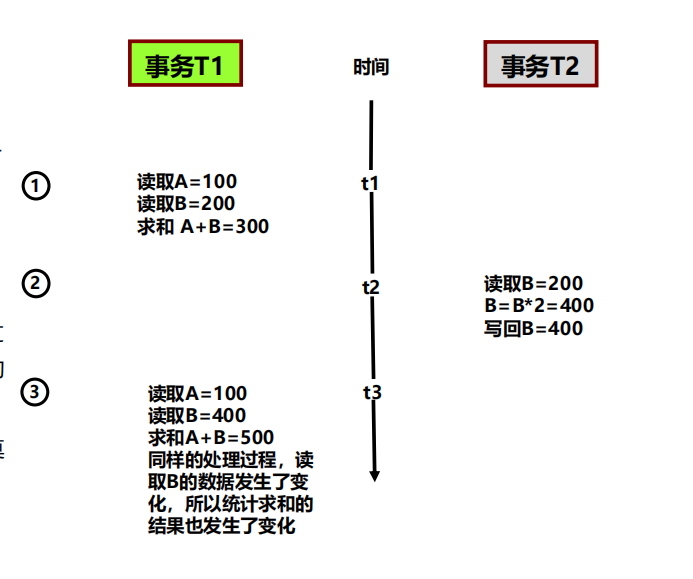 事务T1
时间
事务T2
①
读取A=100
读取B=200
求和 A+B=300
t1
②
t2
读取B=200
B=B*2=400
写回B=400
③
读取A=100
读取B=400
求和A+B=500
同样的处理过程，读
取B的数据发生了变
化，所以统计求和的
结果也发生了变化
t3